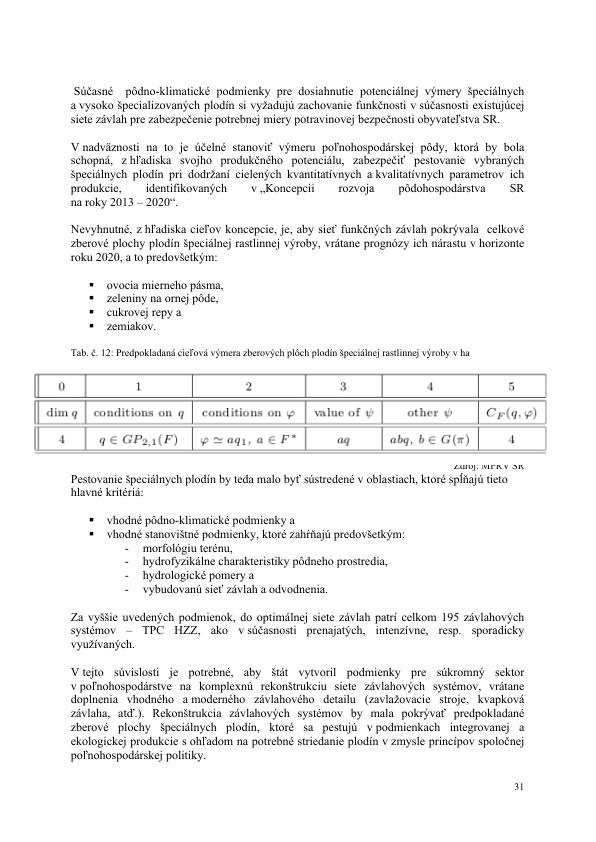 Súčasné pôdno-klimatické podmienky pre dosiahnutie potenciálnej výmery špeciálnych
a vysoko špecializovaných plodín si vyžadujú zachovanie funkčnosti v súčasnosti existujúcej
siete závlah pre zabezpečenie potrebnej miery potravinovej bezpečnosti obyvateľstva SR.
V nadväznosti na to je účelné stanoviť výmeru poľnohospodárskej pôdy, ktorá by bola
schopná, z hľadiska svojho produkčného potenciálu, zabezpečiť pestovanie vybraných
špeciálnych plodín pri dodržaní cielených kvantitatívnych a kvalitatívnych parametrov ich
produkcie, identifikovaných v „Koncepcii rozvoja pôdohospodárstva SR
na roky 2013 – 2020“.
Nevyhnutné, z hľadiska cieľov koncepcie, je, aby sieť funkčných závlah pokrývala celkové
zberové plochy plodín špeciálnej rastlinnej výroby, vrátane prognózy ich nárastu v horizonte
roku 2020, a to predovšetkým:
▪ ovocia mierneho pásma,
▪ zeleniny na ornej pôde,
▪ cukrovej repy a
▪ zemiakov.
Tab. č. 12: Predpokladaná cieľová výmera zberových plôch plodín špeciálnej rastlinnej výroby v ha
0 1 2 3 4 5
dim q conditions on q conditions on φ value of ψ other ψ C_F(q, φ)
4 q ∈ GP_{2,1}(F) φ ≃ aq_1, a ∈ F* aq abq, b ∈ G(π) 4
Zdroj: MPRV SR
Pestovanie špeciálnych plodín by teda malo byť sústredené v oblastiach, ktoré spĺňajú tieto
hlavné kritériá:
▪ vhodné pôdno-klimatické podmienky a
▪ vhodné stanovištné podmienky, ktoré zahŕňajú predovšetkým:
- morfológiu terénu,
- hydrofyzikálne charakteristiky pôdneho prostredia,
- hydrologické pomery a
- vybudovanú sieť závlah a odvodnenia.
Za vyššie uvedených podmienok, do optimálnej siete závlah patrí celkom 195 závlahových
systémov – TPC HZZ, ako v súčasnosti prenajatých, intenzívne, resp. sporadicky
využívaných.
V tejto súvislosti je potrebné, aby štát vytvoril podmienky pre súkromný sektor
v poľnohospodárstve na komplexnú rekonštrukciu siete závlahových systémov, vrátane
doplnenia vhodného a moderného závlahového detailu (zavlažovacie stroje, kvapková
závlaha, atď.). Rekonštrukcia závlahových systémov by mala pokrývať predpokladané
zberové plochy špeciálnych plodín, ktoré sa pestujú v podmienkach integrovanej a
ekologickej produkcie s ohľadom na potrebné striedanie plodín v zmysle princípov spoločnej
poľnohospodárskej politiky.
31